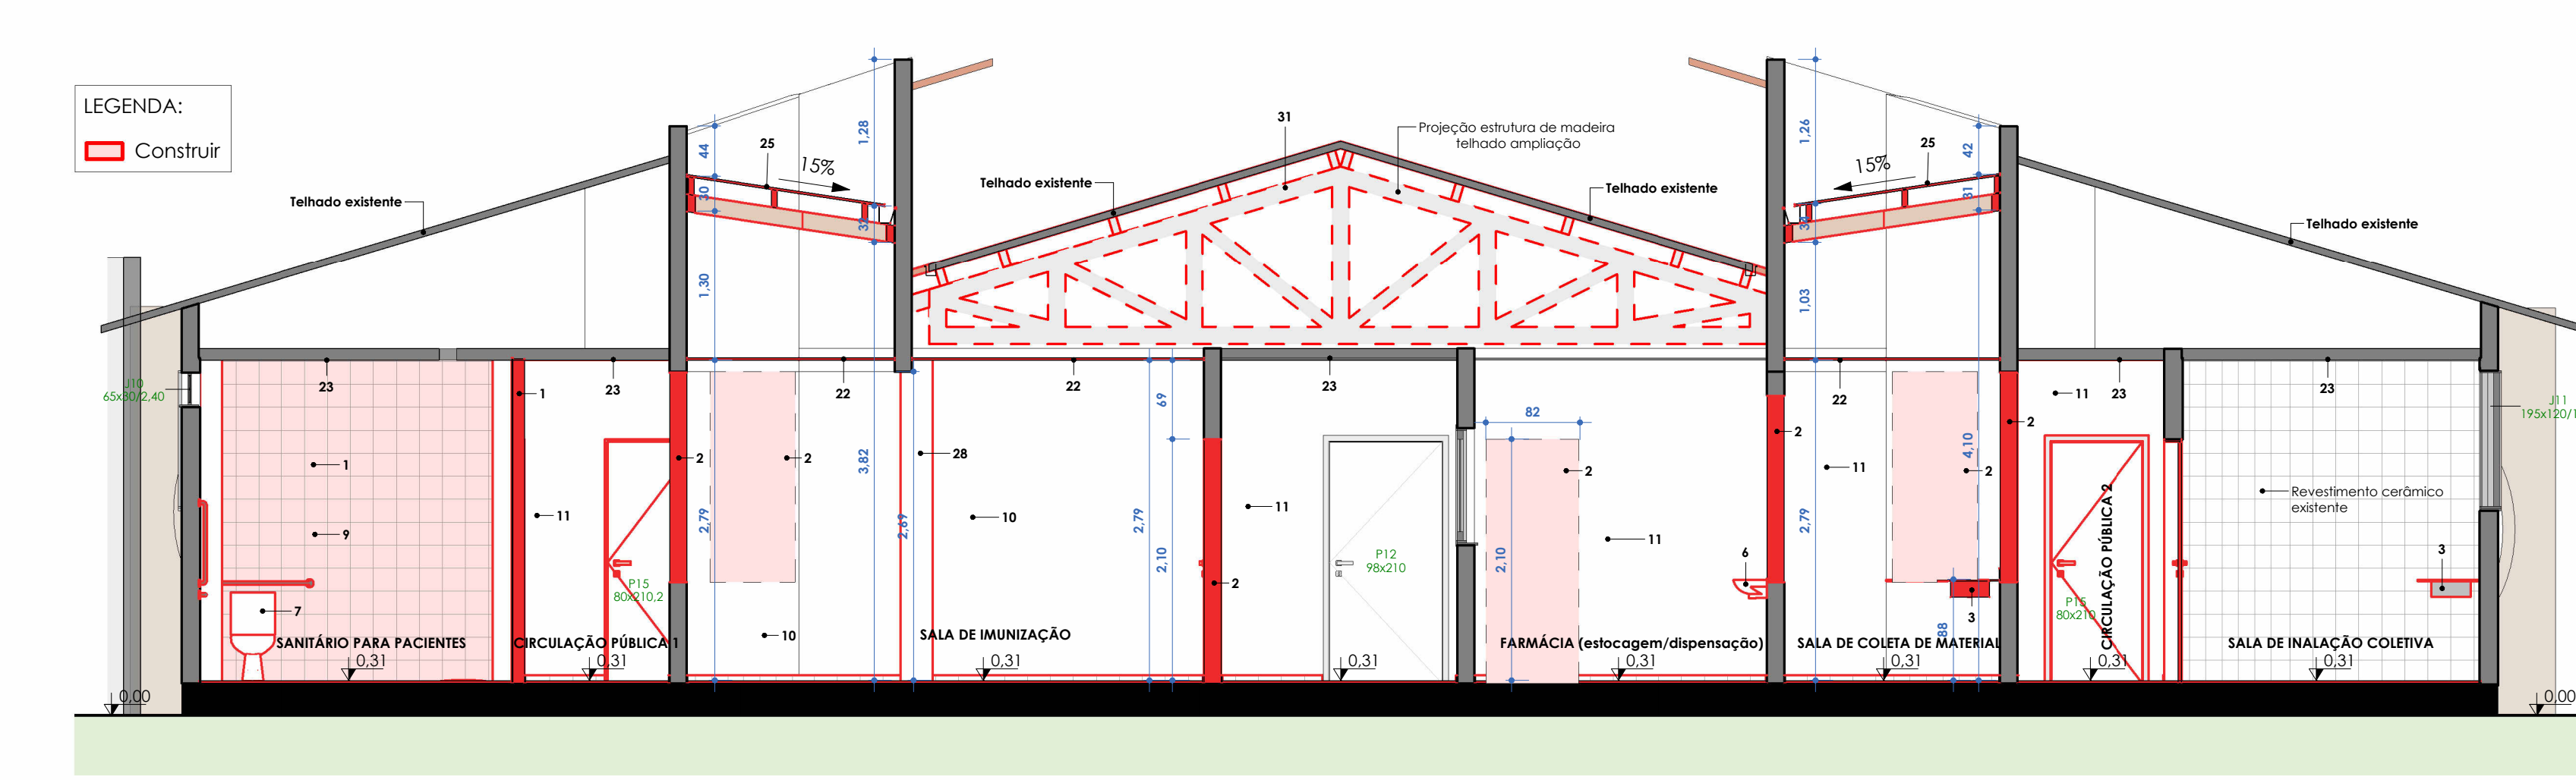 LEGENDA:
Construir
Telhado existente
44
25
15%
1,28
30
1,30
Telhado existente
31
Projeção estrutura de madeira
telhado ampliação
Telhado existente
1,26
15%
25
42
31
1,03
Telhado existente
J10
65x80/2,40
23
1
23
22
22
69
23
82
22
11
23
23
J11
1
9
11
2
2
3,82
28
10
2,79
2,69
2,79
2,10
11
2
P12
98x210
2,10
2
11
6
2
2,79
11
4,10
2
2
Revestimento cerâmico
existente
3
7
P15
80x210,2
10
2
88
3
P15
80x210
CIRCULAÇÃO PÚBLICA 2
SANITÁRIO PARA PACIENTES
CIRCULAÇÃO PÚBLICA 1
SALA DE IMUNIZAÇÃO
FARMÁCIA (estocagem/dispensação)
SALA DE COLETA DE MATERIAL
SALA DE INALAÇÃO COLETIVA
0,31
0,31
0,31
0,31
0,31
0,31
0,31
0,31
0,00
0,00